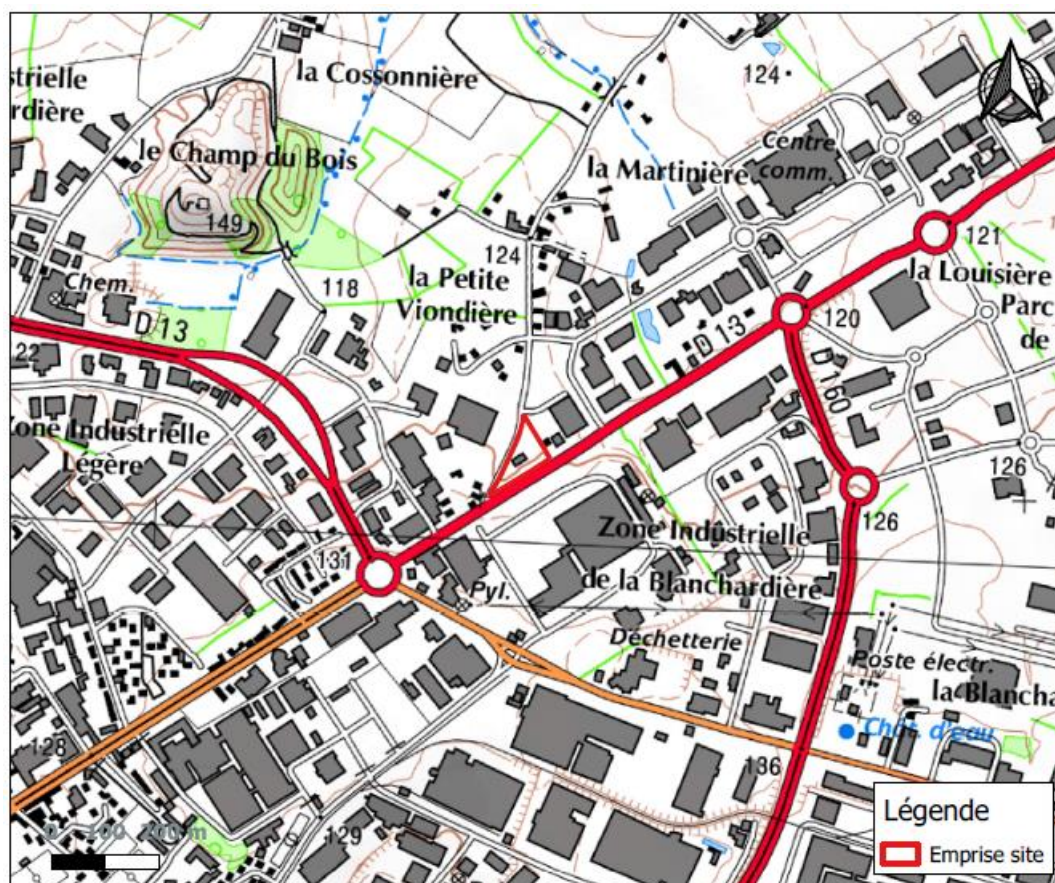 la Cossonnière
124
strielle
rdière
Centre
comm.
le Champ du Bois
la Martinière
149
124
121
la Petite
Viondière
la Louisière
Parc
de
Chem.
118
D 13
D 13
120
22
D 160
Zone Industrielle
Légère
126
126
Zone Industrielle
de la Blanchardière
131
Pyl.
Déchetterie
Poste électr.
la Blancha
Chât. d'eau
128
136
129
0 100 200 m
Légende
Emprise site